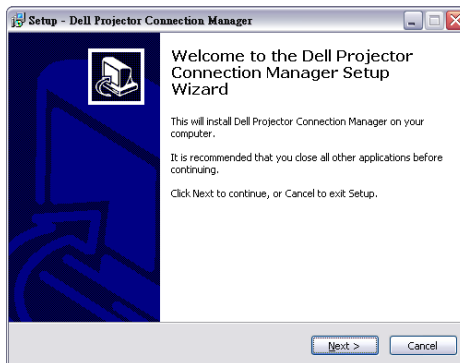 Setup - Dell Projector Connection Manager
Welcome to the Dell Projector
Connection Manager Setup
Wizard
This will install Dell Projector Connection Manager on your
computer.
It is recommended that you close all other applications before
continuing.
Click Next to continue, or Cancel to exit Setup.
Next > Cancel